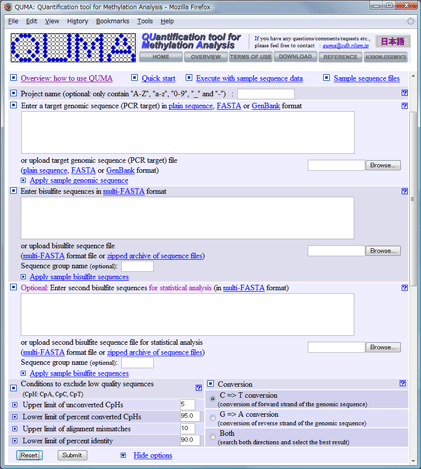 QUMA: Qualification tool for Methylation Analysis - Mozilla Firefox
File Edit View History Bookmarks Tools Help
QUMA
QUantification tool for
Methylation Analysis
If you have any questions/comments/requests etc.,
please feel free to contact : quma@cdb.riken.jp
日本語
HOME OVERVIEW TERMS OF USE DOWNLOAD REFERENCE ACKNOWLEDGEMENTS
Overview: how to use QUMA Quick start Execute with sample sequence data Sample sequence files
Project name (optional: only contain "A-Z", "a-z", "0-9", "_" and "-") :
Enter a target genomic sequence (PCR target) in plain sequence, FASTA or GenBank format
or upload target genomic sequence (PCR target) file
Browse...
(plain sequence, FASTA or GenBank format)
Apply sample genomic sequence
Enter bisulfite sequences in multi-FASTA format
or upload bisulfite sequence file
Browse...
(multi-FASTA format file or zipped archive of sequence files)
Sequence group name (optional):
Apply sample bisulfite sequences
Optional: Enter second bisulfite sequences for statistical analysis (in multi-FASTA format)
or upload second bisulfite sequence file for statistical analysis
Browse...
(multi-FASTA format file or zipped archive of sequence files)
Sequence group name (optional):
Apply sample bisulfite sequences
Conditions to exclude low quality sequences
(CpH: CpA, CpC, CpT)
Upper limit of unconverted CpHs 5
Lower limit of percent converted CpHs 95.0
Upper limit of alignment mismatches 10
Lower limit of percent identity 90.0
Conversion
C => T conversion
(conversion of forward strand of the genomic sequence)
G => A conversion
(conversion of reverse strand of the genomic sequence)
Both
(search both directions and select the best result)
Reset Submit Hide options